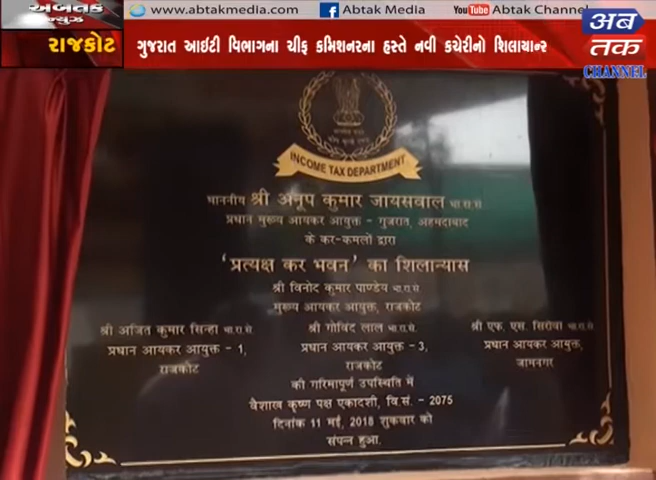 અબતક
ન્યુઝ
www.abtakmedia.com
Abtak Media
YouTube
Abtak Channel
રાજકોટ
ગુજરાત આઈટી વિભાગના ચીફ કમિશનરના હસ્તે નવી કચેરીનો શિલાન્યાસ
અબ
तक
CHANNEL
INCOME TAX DEPARTMENT
माननीय श्री अनूप कुमार जायसवाल भा.रा.से.
प्रधान मुख्य आयकर आयुक्त - गुजरात, अहमदाबाद
के कर-कमलों द्वारा
'प्रत्यक्ष कर भवन' का शिलान्यास
श्री विनोद कुमार पाण्डेय भा.रा.से.
मुख्य आयकर आयुक्त, राजकोट
श्री अजित कुमार सिन्हा भा.रा.से.
प्रधान आयकर आयुक्त - 1,
राजकोट
श्री गोविंद लाल भा.रा.से.
प्रधान आयकर आयुक्त - 3,
राजकोट
श्री एफ. एस. सिरोया भा.रा.से.
प्रधान आयकर आयुक्त,
जामनगर
की गरिमापूर्ण उपस्थिति में
वैशाख कृष्ण पक्ष एकादशी, वि.सं. - 2075
दिनांक 11 मई, 2018 शुक्रवार को
संपन्न हुआ.